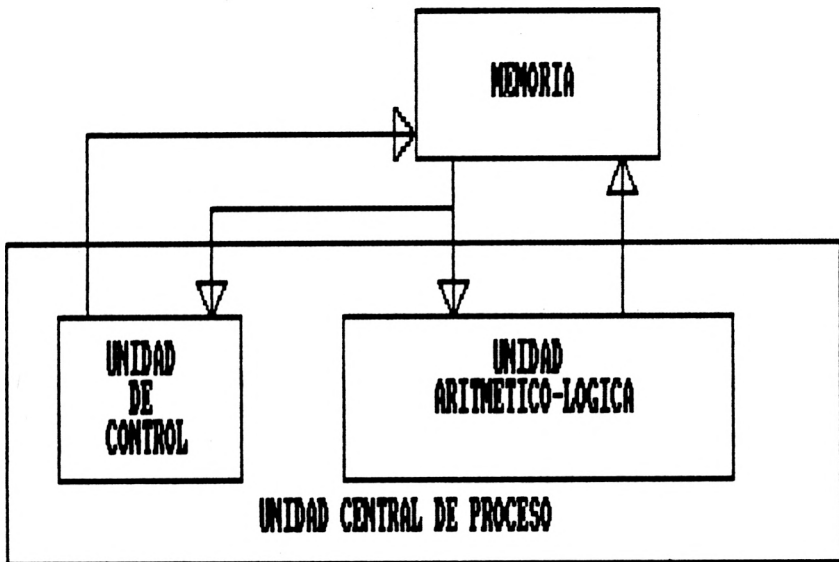 MEMORIA
UNIDAD
DE
CONTROL
UNIDAD
ARITMETICO-LOGICA
UNIDAD CENTRAL DE PROCESO